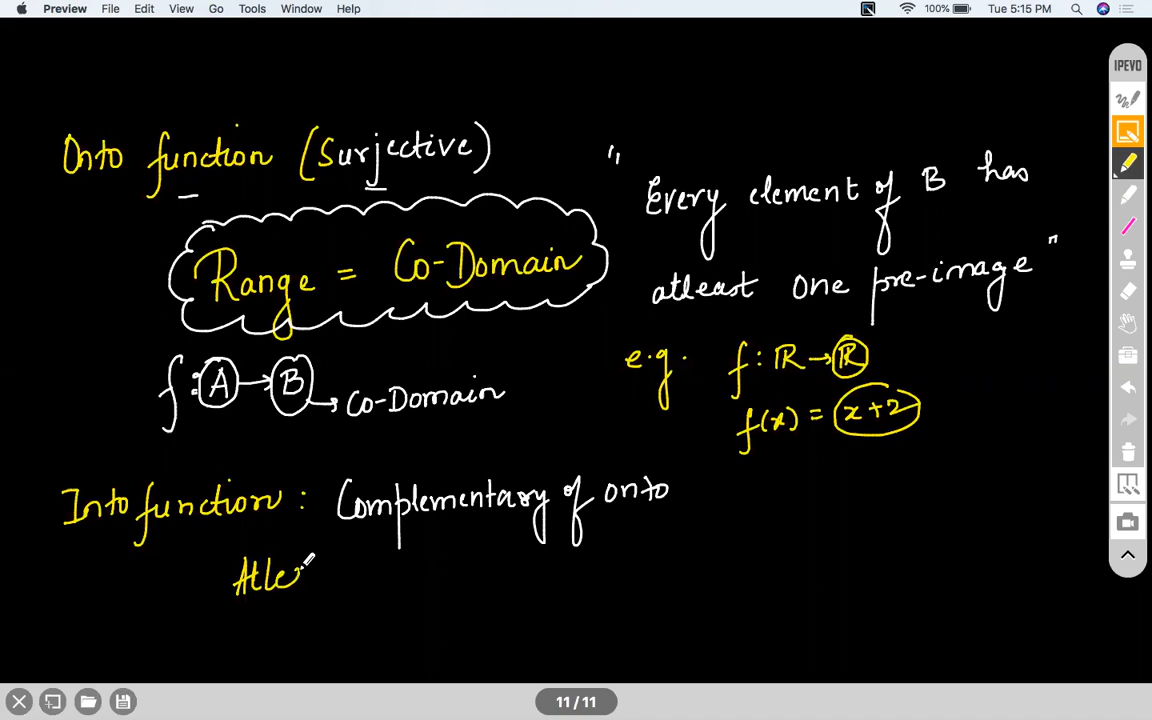 Preview File Edit View Go Tools Window Help 100% Tue 5:15 PM
IPEVO
Onto function (Surjective)
Range = Co-Domain
f : A → B → Co-Domain
" Every element of B has
atleast one pre-image "
e.g. f : ℝ → ℝ
f(x) = x+2
Into function : Complementary of onto
Atle
11 / 11